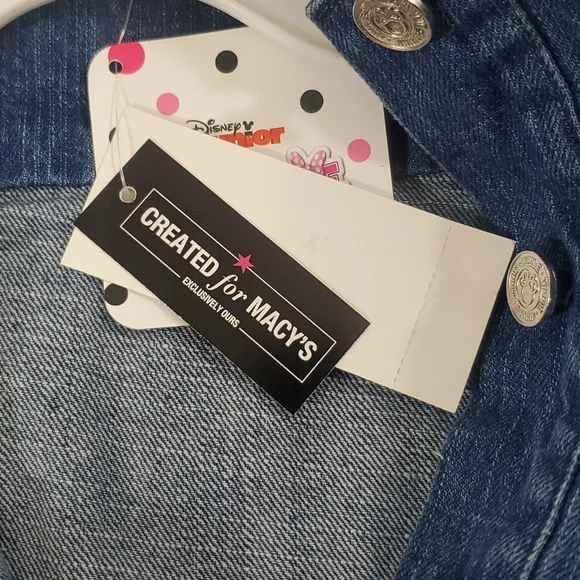 Disney
Junior
CREATED for MACY'S
EXCLUSIVELY OURS